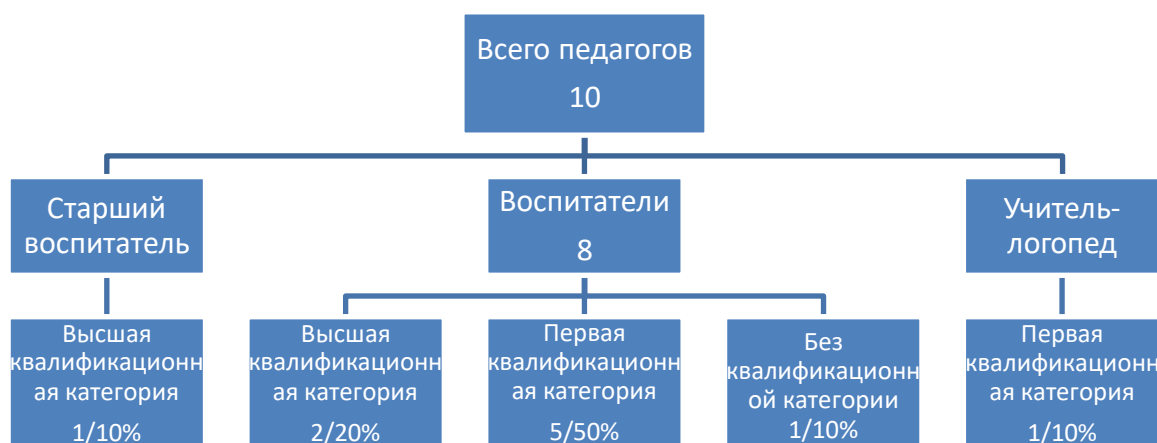 Всего педагогов
10
Старший
воспитатель
Воспитатели
8
Учитель-
логопед
Высшая
квалификационн
ая категория
1/10%
Высшая
квалификационн
ая категория
2/20%
Первая
квалификационн
ая категория
5/50%
Без
квалификационн
ой категории
1/10%
Первая
квалификационн
ая категория
1/10%